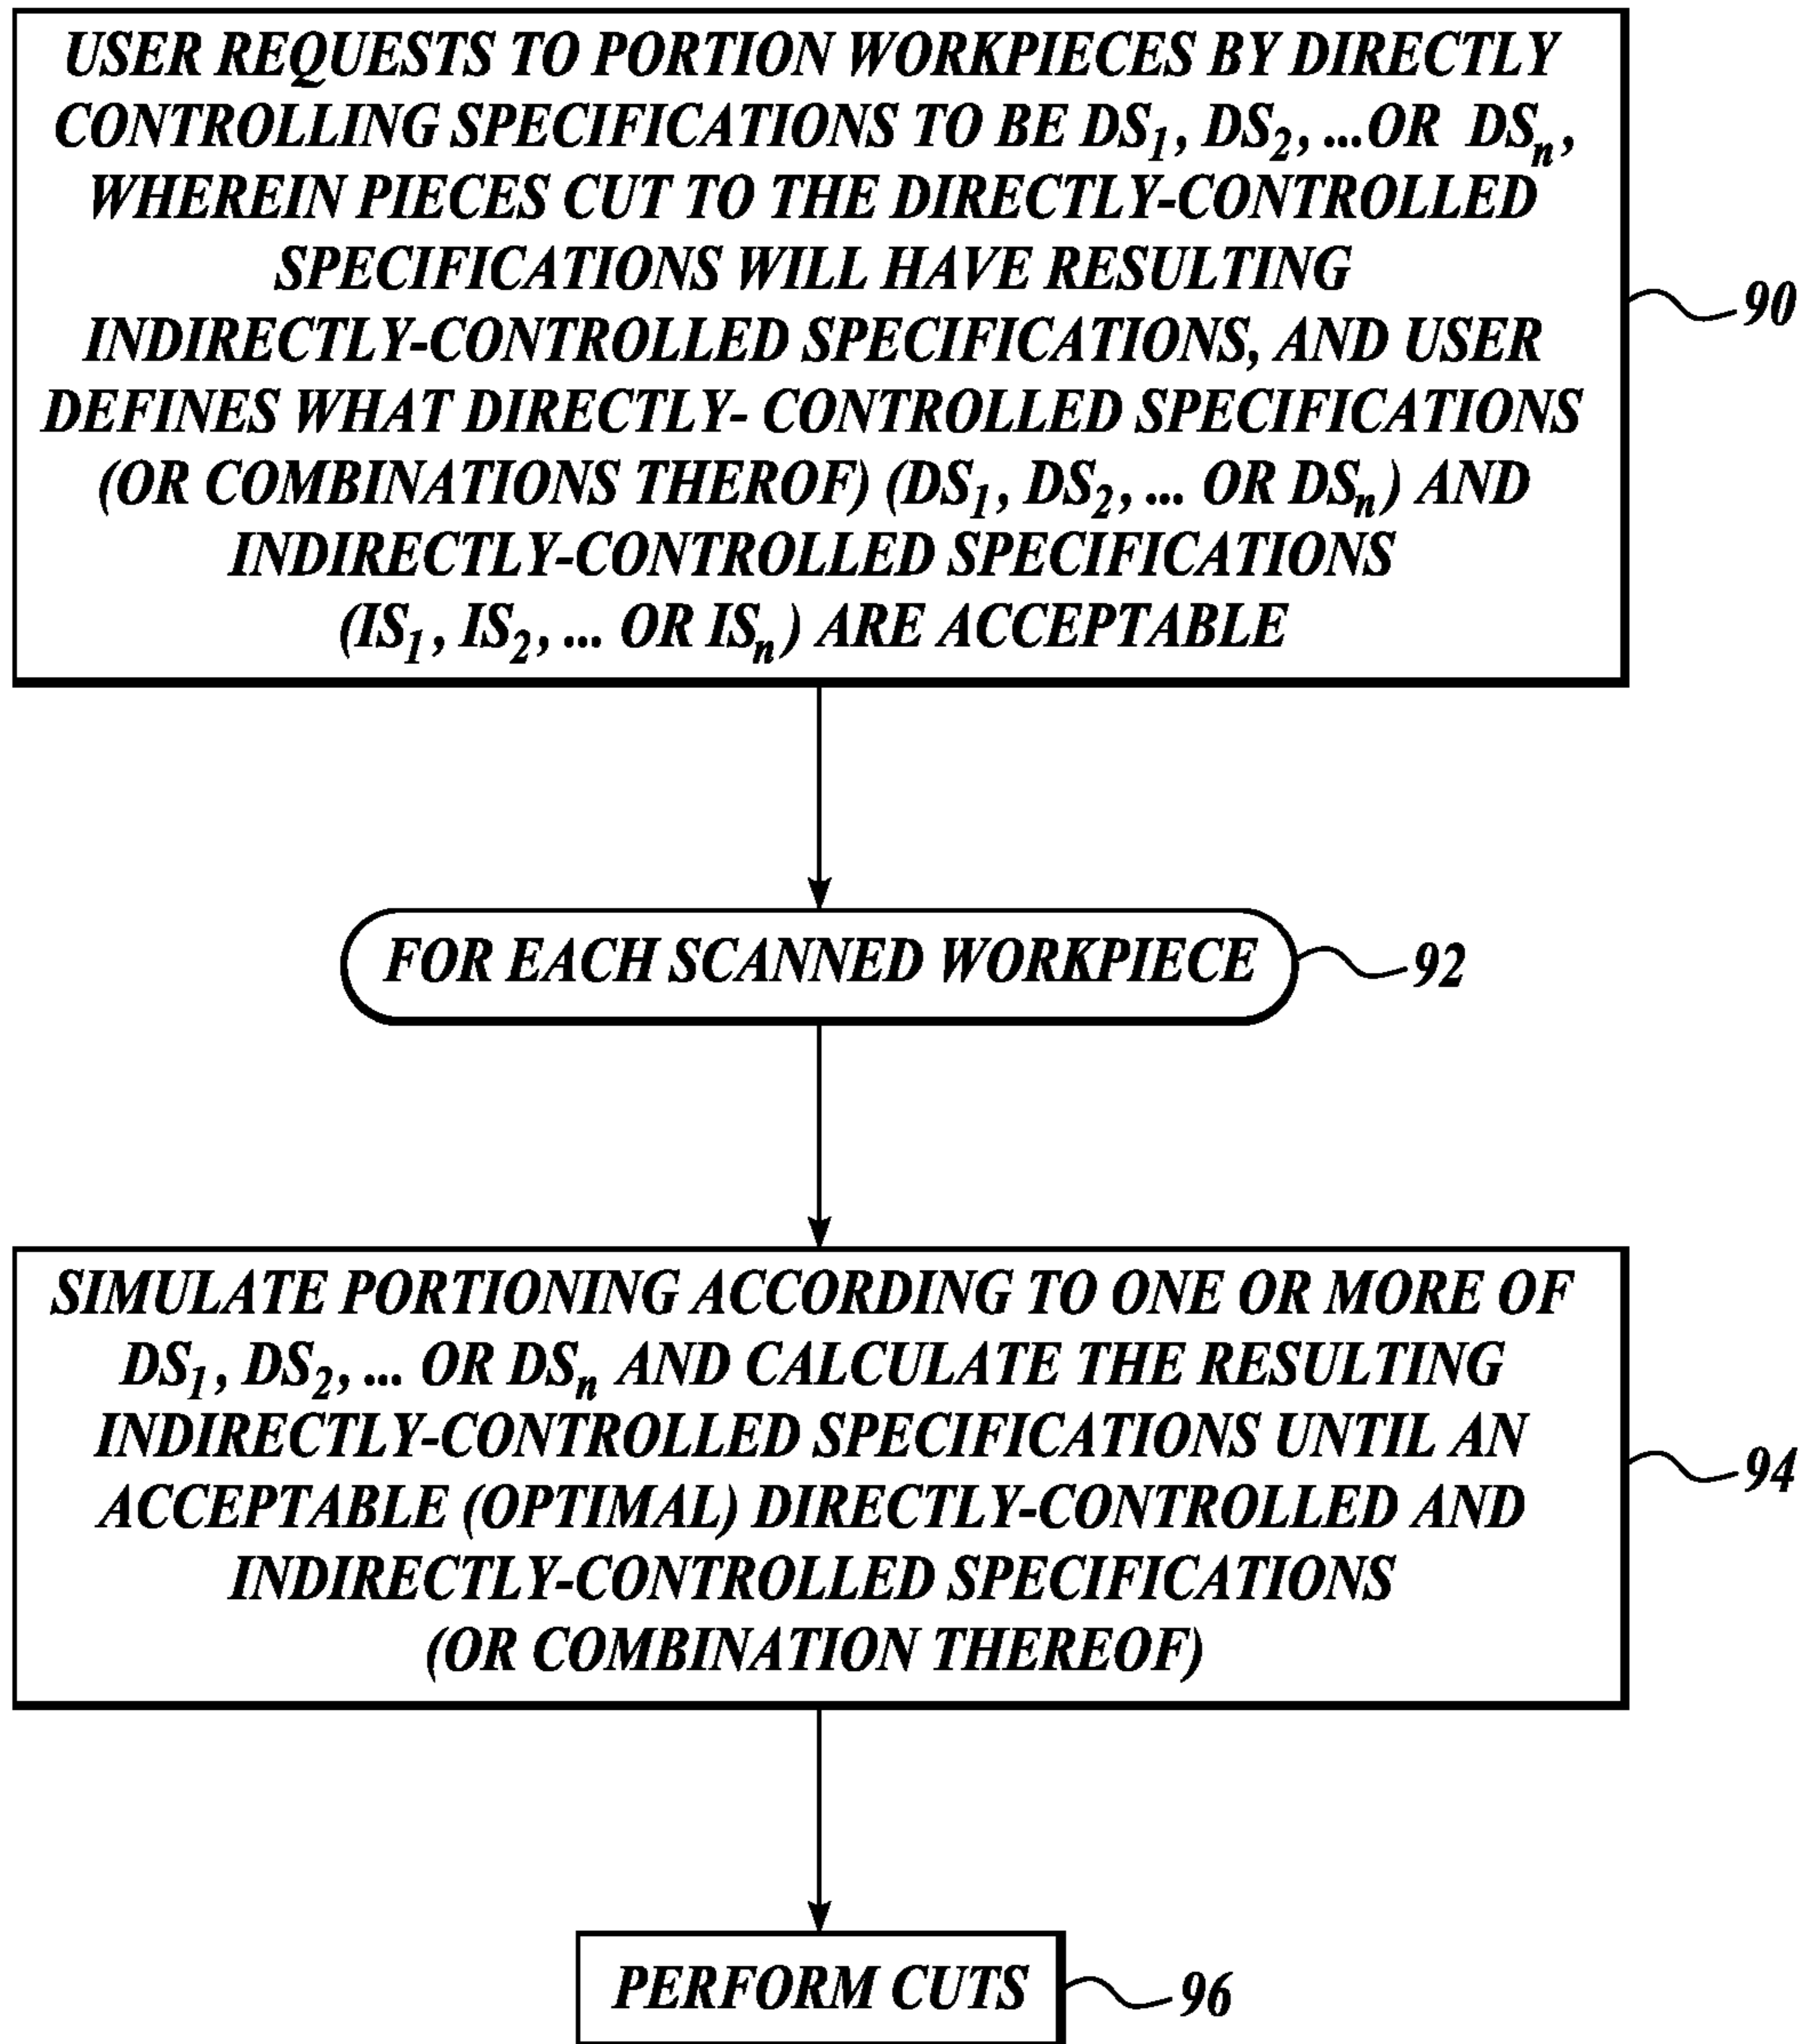 USER REQUESTS TO PORTION WORKPIECES BY DIRECTLY
CONTROLLING SPECIFICATIONS TO BE DS₁, DS₂, ...OR DSₙ,
WHEREIN PIECES CUT TO THE DIRECTLY-CONTROLLED
SPECIFICATIONS WILL HAVE RESULTING
INDIRECTLY-CONTROLLED SPECIFICATIONS, AND USER
DEFINES WHAT DIRECTLY- CONTROLLED SPECIFICATIONS
(OR COMBINATIONS THEROF) (DS₁, DS₂, ... OR DSₙ) AND
INDIRECTLY-CONTROLLED SPECIFICATIONS
(IS₁, IS₂, ... OR ISₙ) ARE ACCEPTABLE
90
FOR EACH SCANNED WORKPIECE
92
SIMULATE PORTIONING ACCORDING TO ONE OR MORE OF
DS₁, DS₂, ... OR DSₙ AND CALCULATE THE RESULTING
INDIRECTLY-CONTROLLED SPECIFICATIONS UNTIL AN
ACCEPTABLE (OPTIMAL) DIRECTLY-CONTROLLED AND
INDIRECTLY-CONTROLLED SPECIFICATIONS
(OR COMBINATION THEREOF)
94
PERFORM CUTS
96